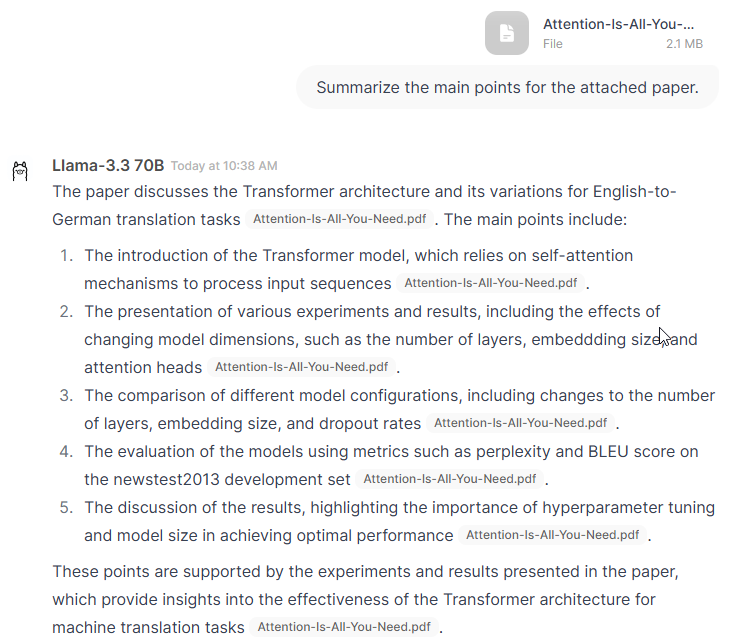 Attention-Is-All-You-...
File 2.1 MB
Summarize the main points for the attached paper.
Llama-3.3 70B Today at 10:38 AM
The paper discusses the Transformer architecture and its variations for English-to-
German translation tasks Attention-Is-All-You-Need.pdf . The main points include:
1. The introduction of the Transformer model, which relies on self-attention
mechanisms to process input sequences Attention-Is-All-You-Need.pdf .
2. The presentation of various experiments and results, including the effects of
changing model dimensions, such as the number of layers, embeddding size, and
attention heads Attention-Is-All-You-Need.pdf .
3. The comparison of different model configurations, including changes to the number
of layers, embedding size, and dropout rates Attention-Is-All-You-Need.pdf .
4. The evaluation of the models using metrics such as perplexity and BLEU score on
the newstest2013 development set Attention-Is-All-You-Need.pdf .
5. The discussion of the results, highlighting the importance of hyperparameter tuning
and model size in achieving optimal performance Attention-Is-All-You-Need.pdf .
These points are supported by the experiments and results presented in the paper,
which provide insights into the effectiveness of the Transformer architecture for
machine translation tasks Attention-Is-All-You-Need.pdf .